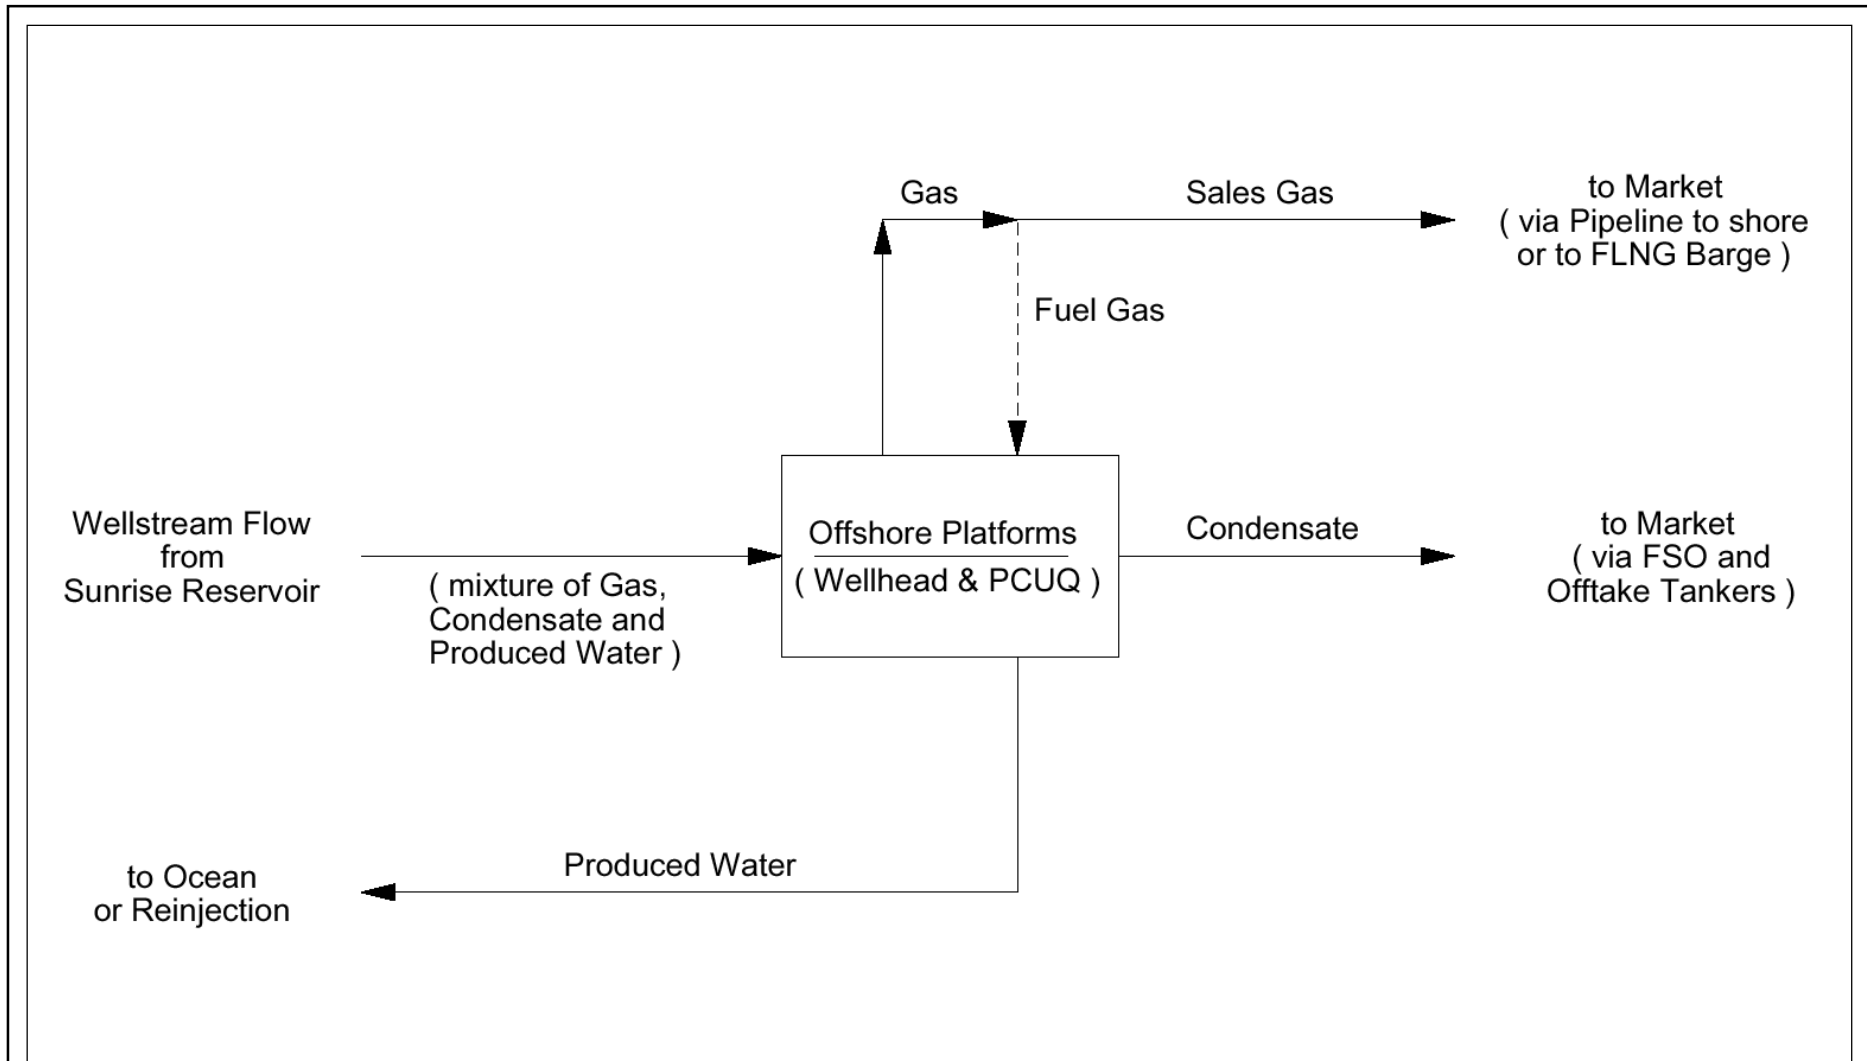 Gas
Sales Gas
to Market
( via Pipeline to shore
or to FLNG Barge )
Fuel Gas
Wellstream Flow
from
Sunrise Reservoir
( mixture of Gas,
Condensate and
Produced Water )
Offshore Platforms
( Wellhead & PCUQ )
Condensate
to Market
( via FSO and
Offtake Tankers )
Produced Water
to Ocean
or Reinjection